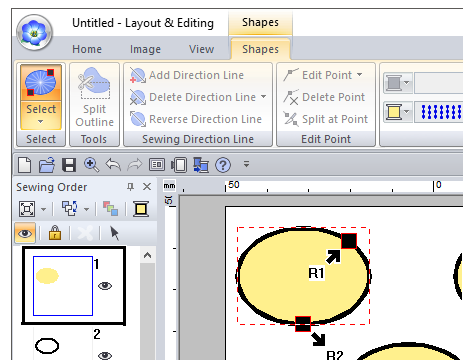 Untitled - Layout & Editing
Shapes
Home Image View Shapes
Select
Split Outline
Add Direction Line
Delete Direction Line
Reverse Direction Line
Edit Point
Delete Point
Split at Point
Select Tools Sewing Direction Line Edit Point
Sewing Order
mm
50
0
50
1
2
R1
R2